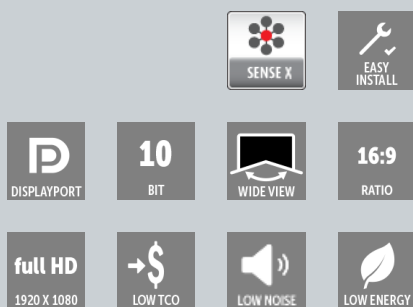 SENSE X
EASY
INSTALL
DISPLAYPORT
10
BIT
WIDE VIEW
16:9
RATIO
full HD
1920 X 1080
→$
LOW TCO
LOW NOISE
LOW ENERGY